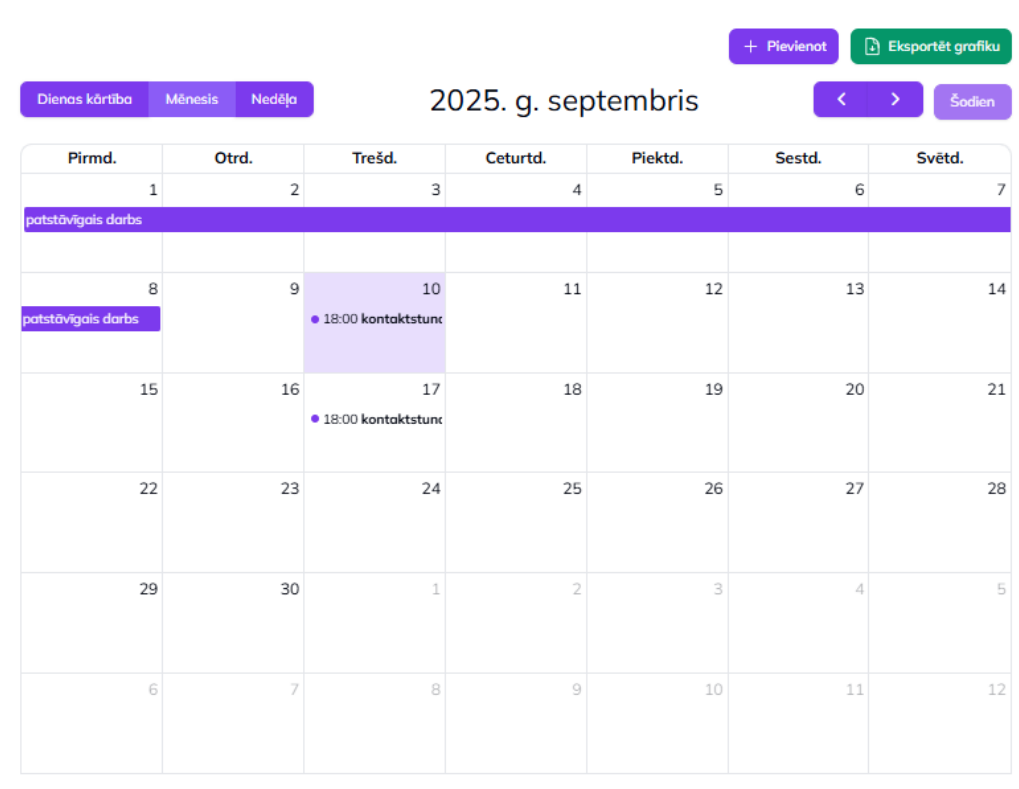 + Pievienot Eksportēt grafiku
Dienas kārtība Mēnesis Nedēļa 2025. g. septembris < > Šodien
Pirmd. Otrd. Trešd. Ceturtd. Piektd. Sestd. Svētd.
1 2 3 4 5 6 7
patstāvīgais darbs
8 9 10 11 12 13 14
patstāvīgais darbs 18:00 kontaktstun
15 16 17 18 19 20 21
18:00 kontaktstun
22 23 24 25 26 27 28
29 30 1 2 3 4 5
6 7 8 9 10 11 12